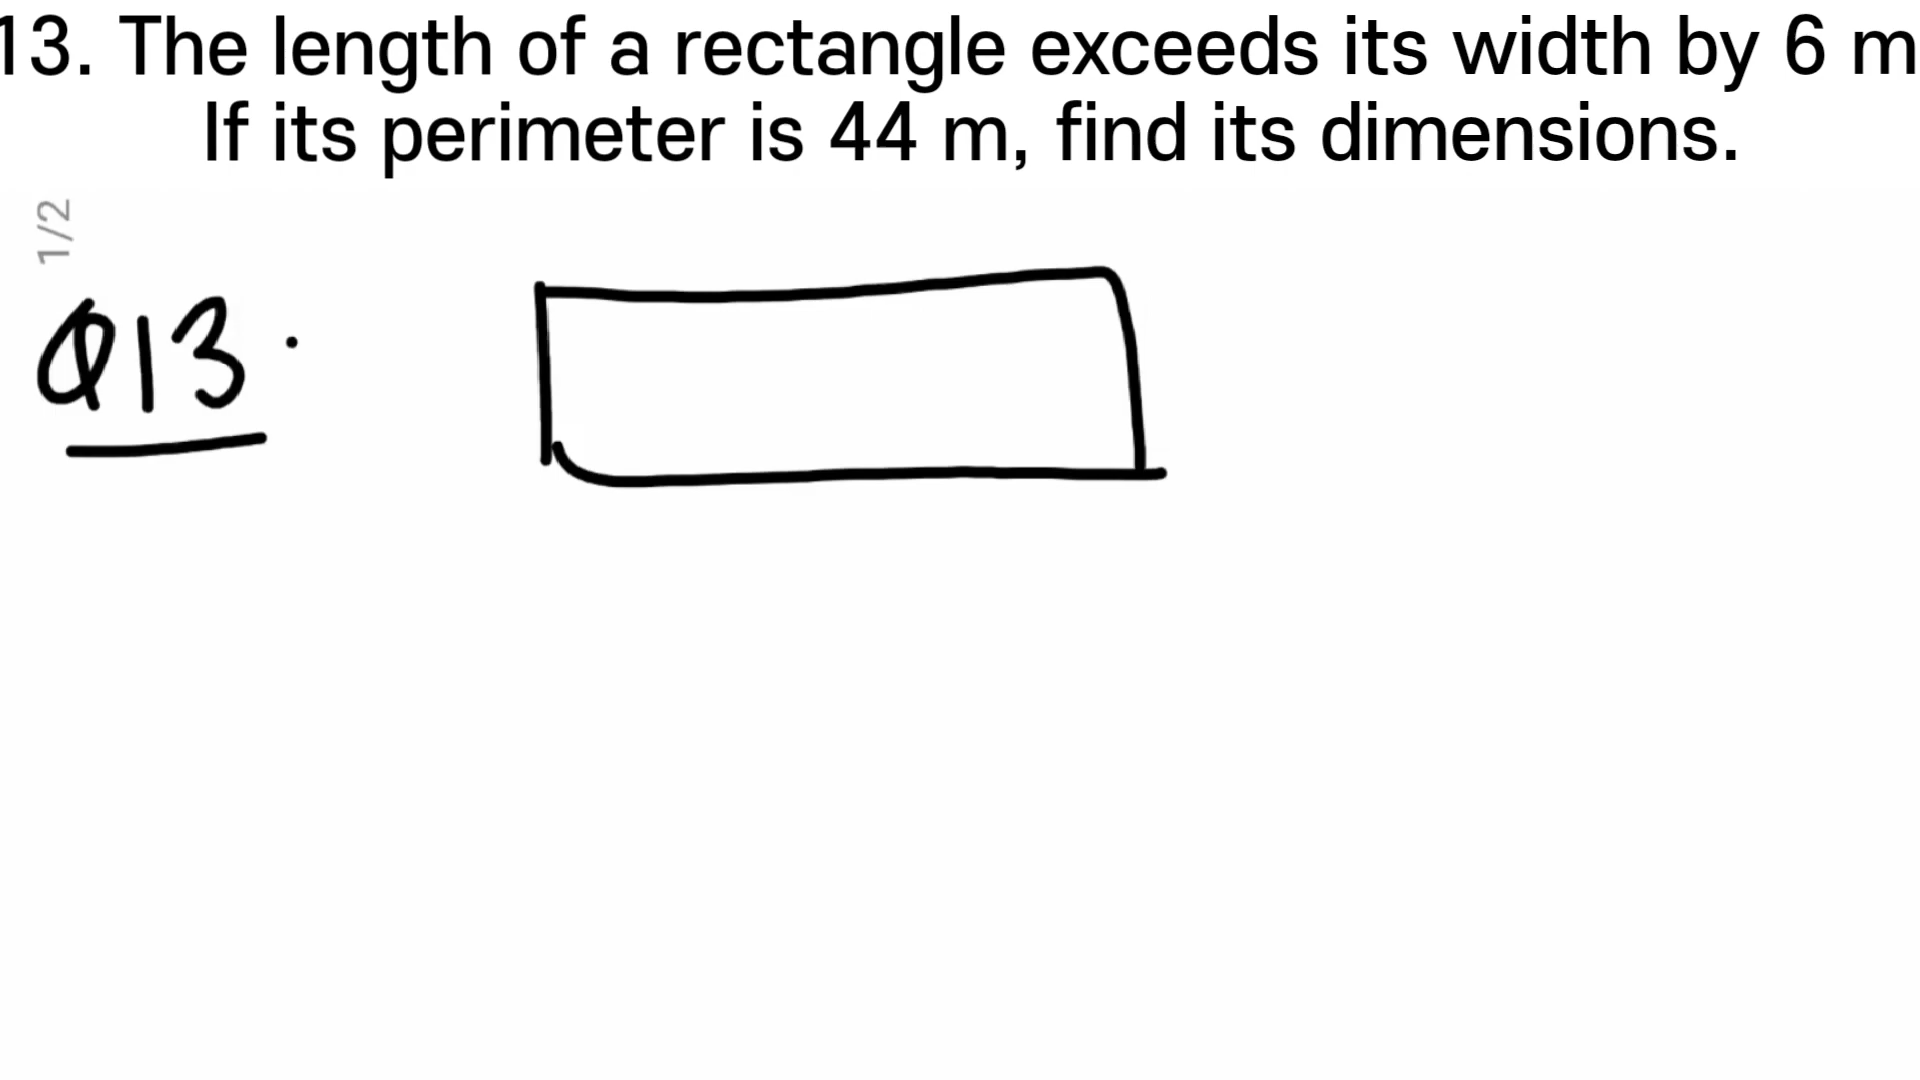 13. The length of a rectangle exceeds its width by 6 m
If its perimeter is 44 m, find its dimensions.
1/2
Q13.